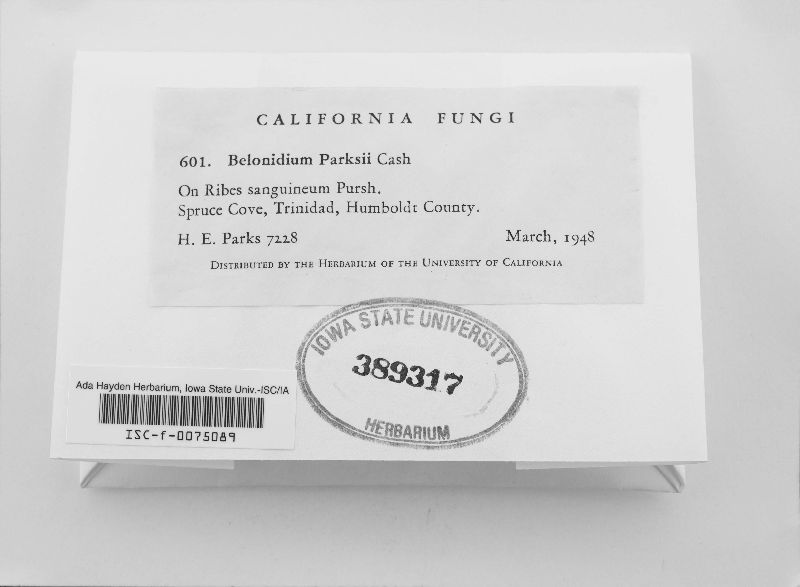 CALIFORNIA FUNGI
601. Belonidium Parksii Cash
On Ribes sanguineum Pursh.
Spruce Cove, Trinidad, Humboldt County.
H. E. Parks 7228 March, 1948
Distributed by the Herbarium of the University of California
IOWA STATE UNIVERSITY
389317
HERBARIUM
Ada Hayden Herbarium, Iowa State Univ.-ISC/IA
ISC-f-0075089